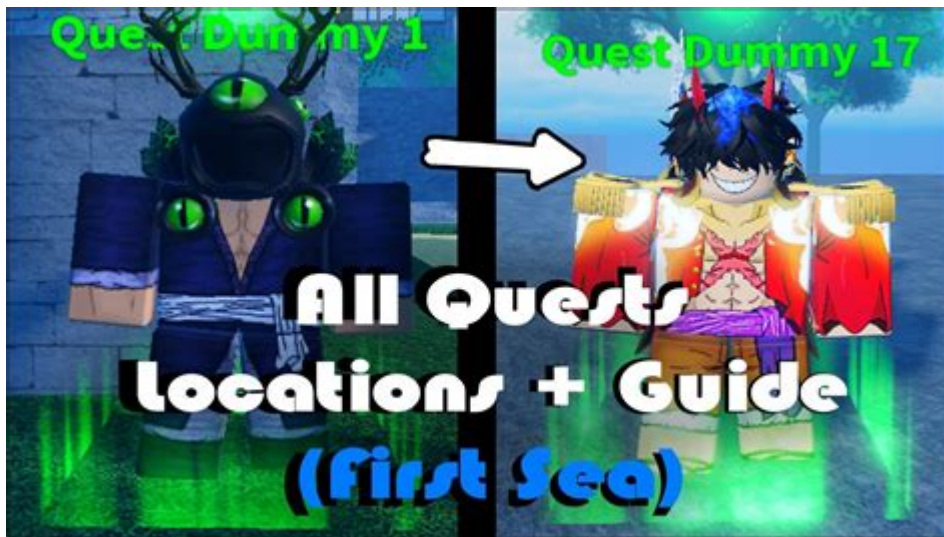 Quest Dummy 1
Quest Dummy 17
All Quests
Locations + Guide
(First Sea)